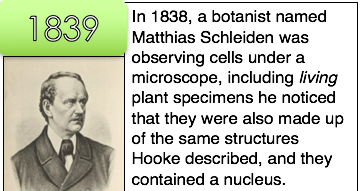 1839
In 1838, a botanist named
Matthias Schleiden was
observing cells under a
microscope, including living
plant specimens he noticed
that they were also made up
of the same structures
Hooke described, and they
contained a nucleus.